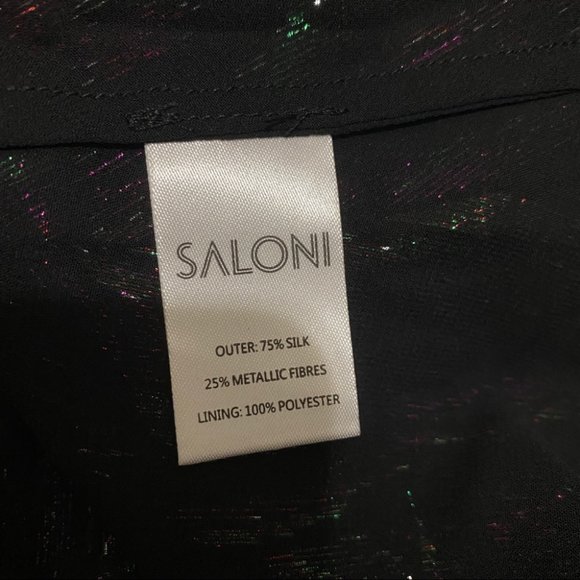 SALONI
OUTER: 75% SILK
25% METALLIC FIBRES
LINING: 100% POLYESTER